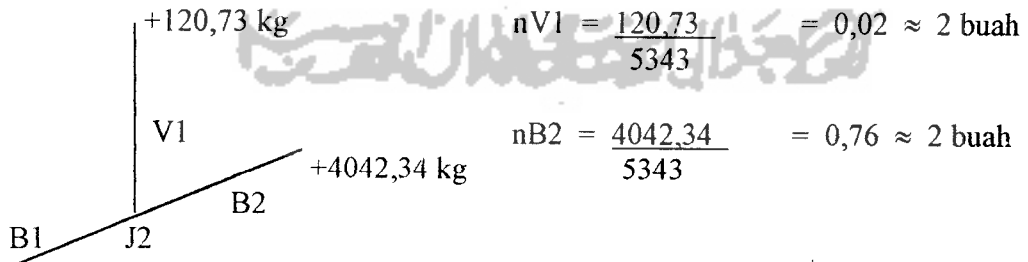 +120,73 kg
nV1 = 120,73 = 0,02 ≈ 2 buah
5343
V1
nB2 = 4042,34 = 0,76 ≈ 2 buah
5343
+4042,34 kg
B2
B1
J2